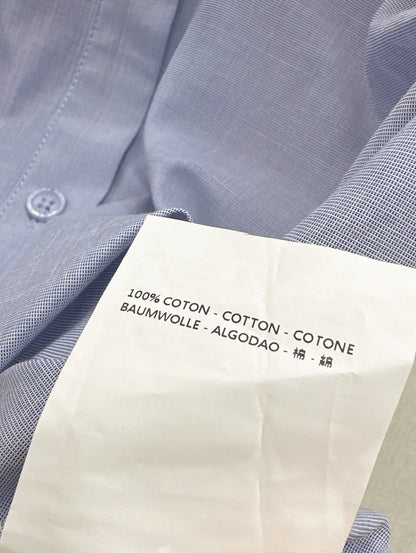 100% COTON - COTTON - COTONE
BAUMWOLLE - ALGODAO - 棉 - 綿